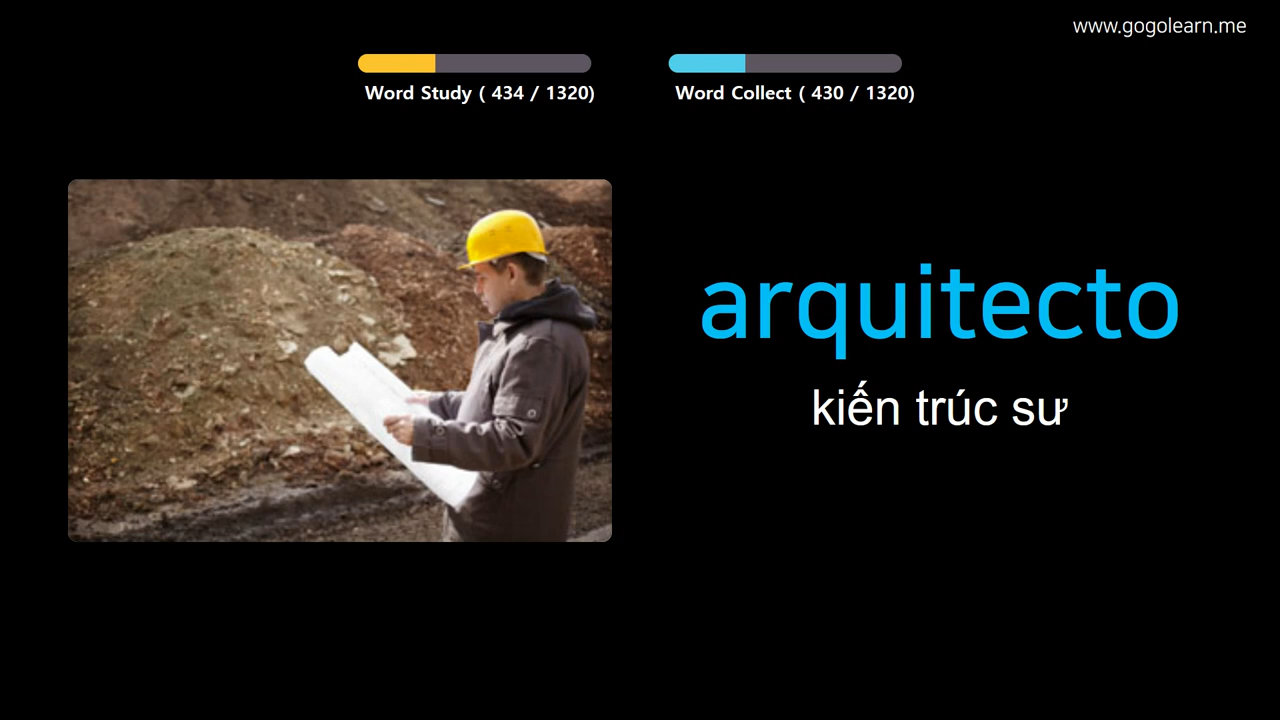 www.gogolearn.me
Word Study ( 434 / 1320)
Word Collect ( 430 / 1320)
arquitecto
kiến trúc sư